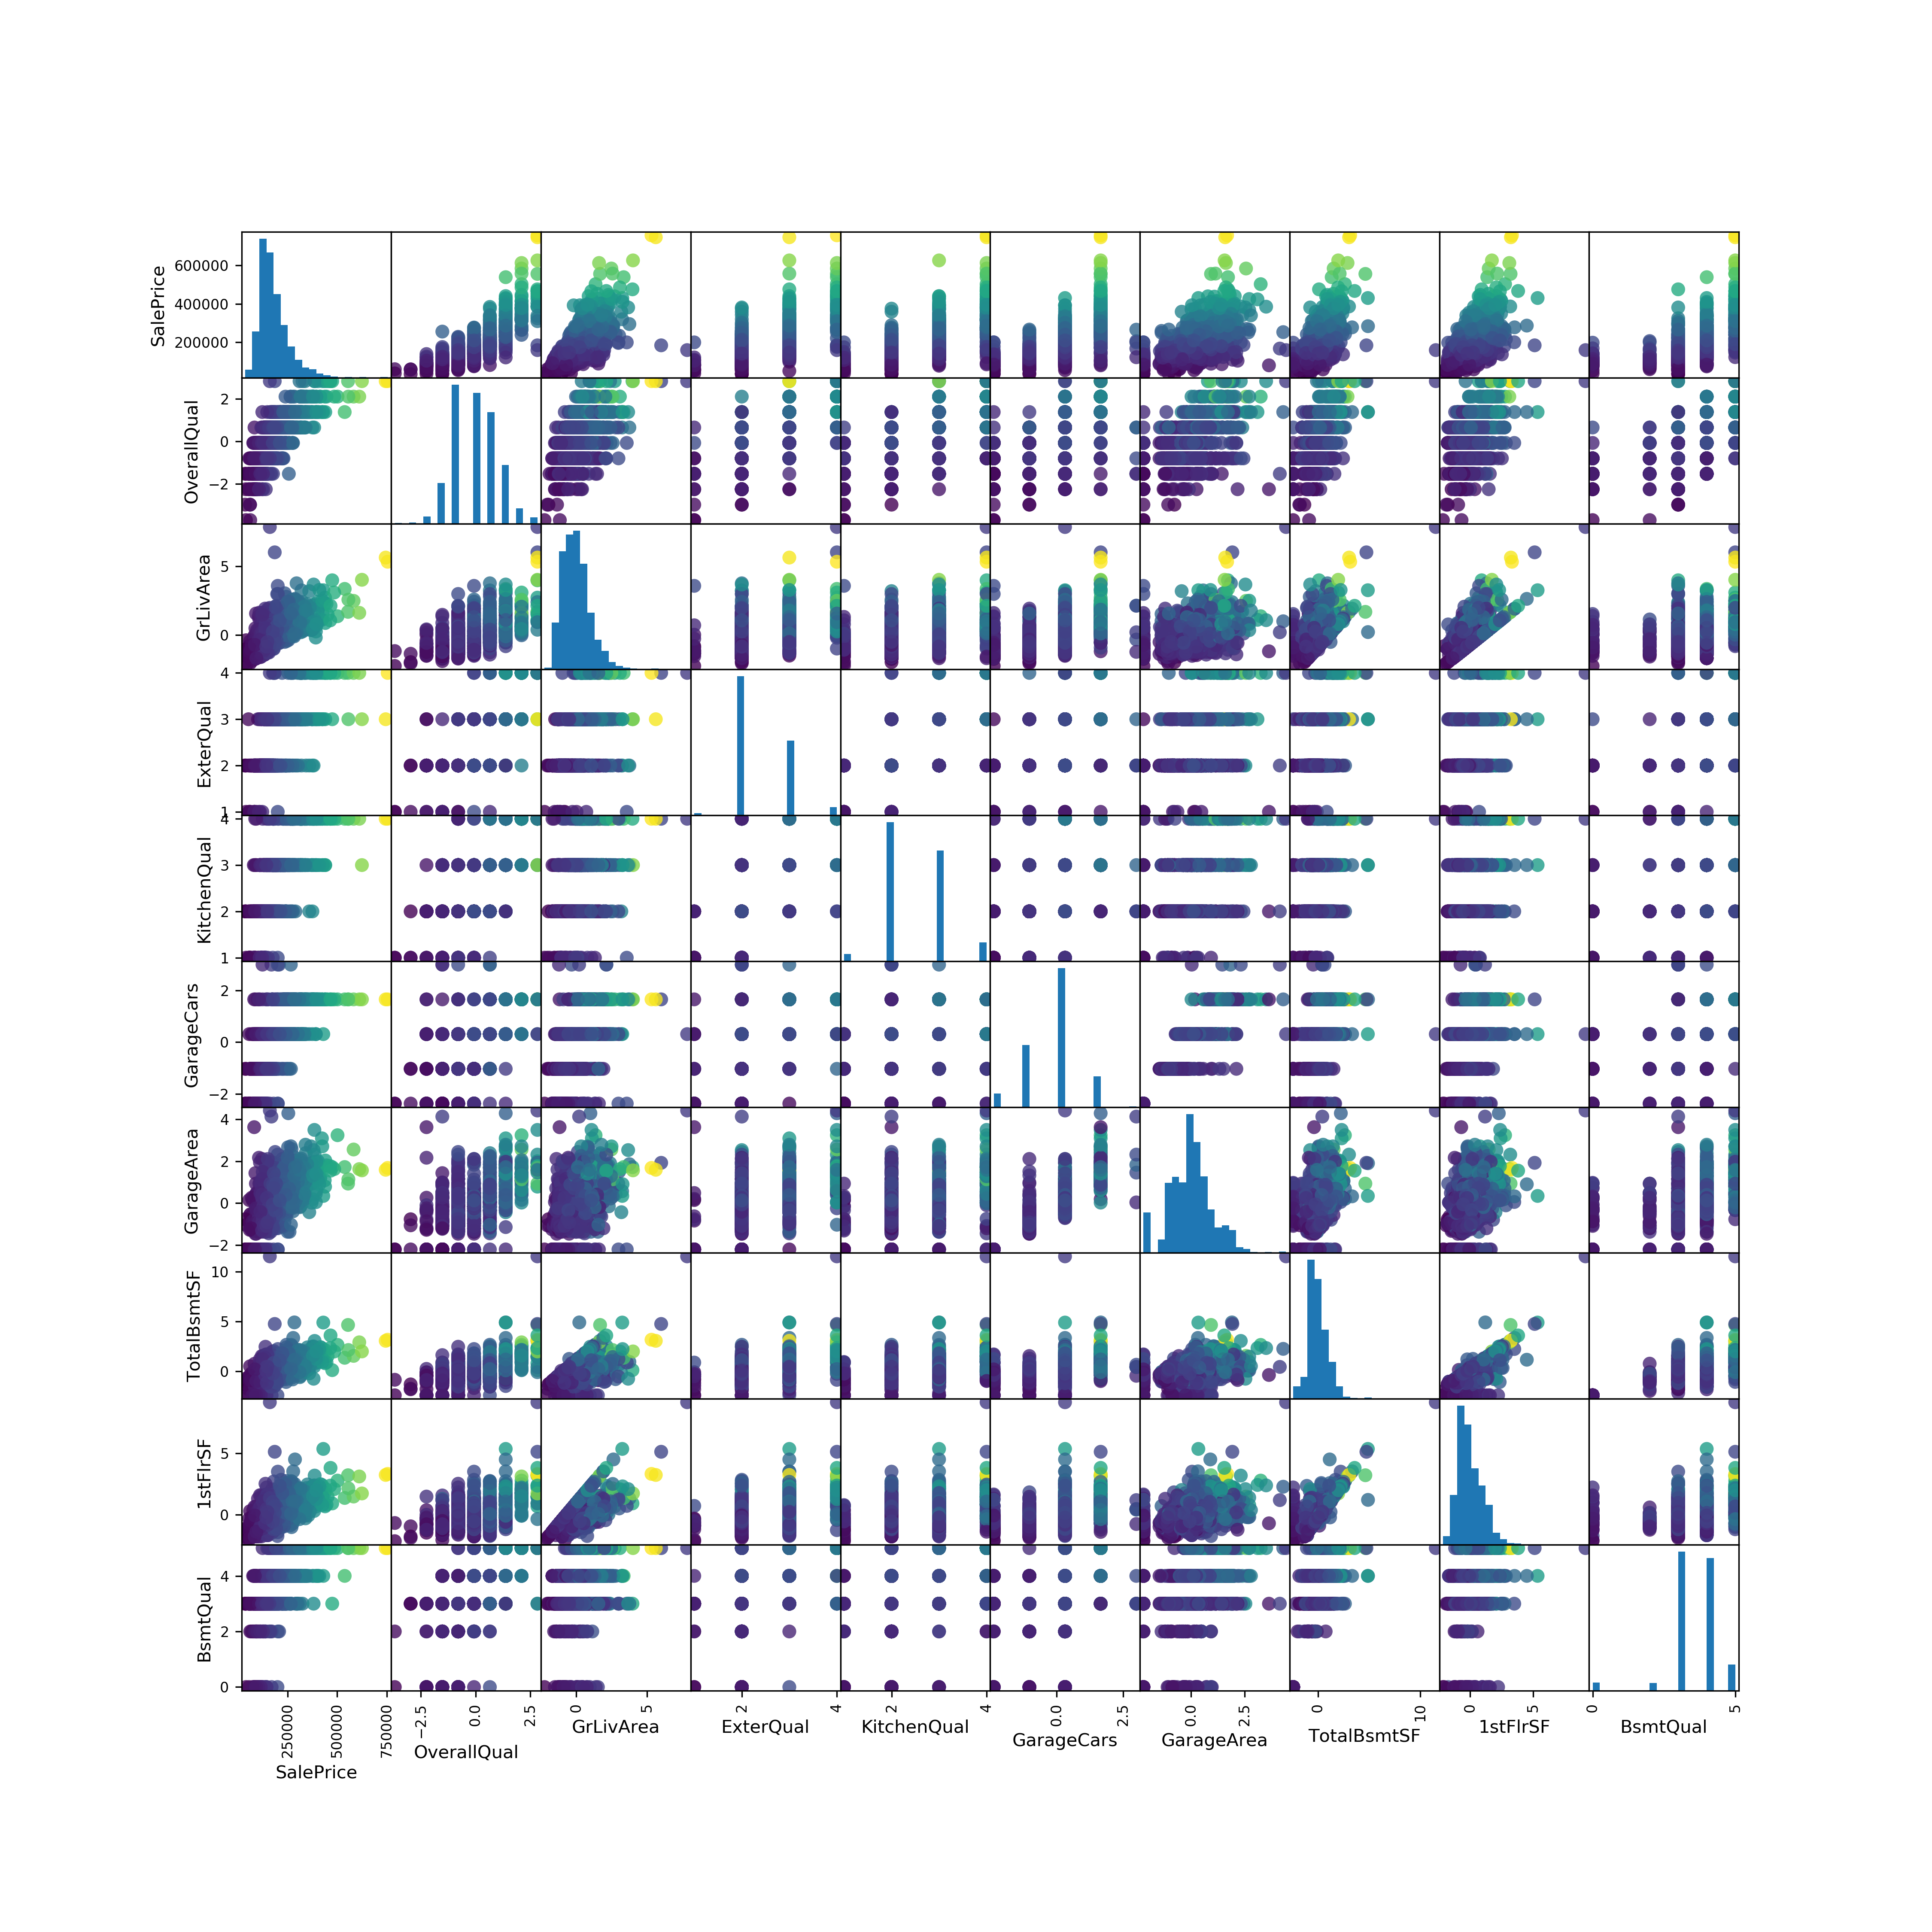 SalePrice
600000
400000
200000
OverallQual
2
0
−2
GrLivArea
5
0
ExterQual
4
3
2
1
KitchenQual
4
3
2
1
GarageCars
2
0
−2
GarageArea
4
2
0
−2
TotalBsmtSF
10
5
0
1stFlrSF
5
0
BsmtQual
4
2
0
250000 500000 750000
SalePrice
−2.5 0.0 2.5
OverallQual
0 5
GrLivArea
2 4
ExterQual
2 4
KitchenQual
0.0 2.5
GarageCars
0.0 2.5
GarageArea
0 10
TotalBsmtSF
0 5
1stFlrSF
0 5
BsmtQual